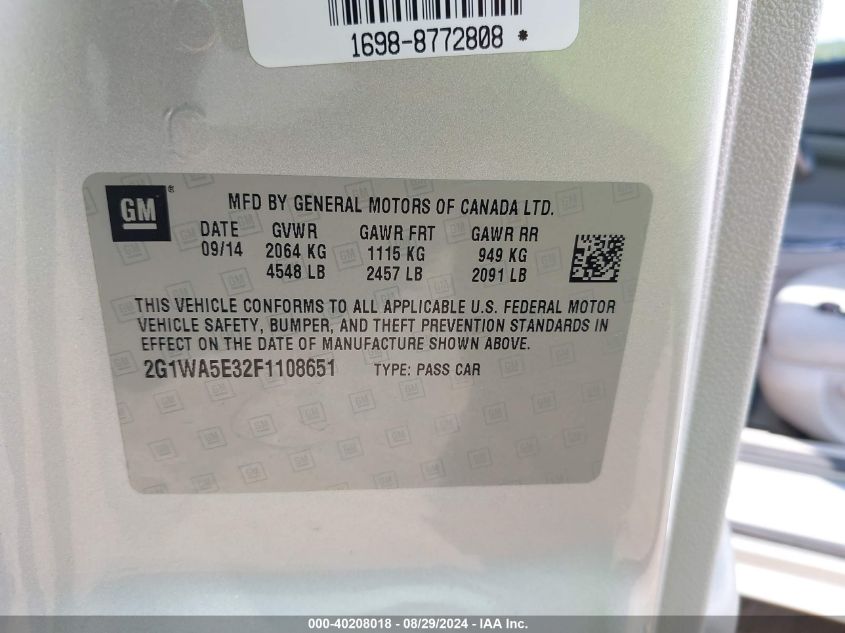 1698-8772808 *
GM ®
MFD BY GENERAL MOTORS OF CANADA LTD.
DATE GVWR GAWR FRT GAWR RR
09/14 2064 KG 1115 KG 949 KG
4548 LB 2457 LB 2091 LB
THIS VEHICLE CONFORMS TO ALL APPLICABLE U.S. FEDERAL MOTOR
VEHICLE SAFETY, BUMPER, AND THEFT PREVENTION STANDARDS IN
EFFECT ON THE DATE OF MANUFACTURE SHOWN ABOVE.
2G1WA5E32F1108651 TYPE: PASS CAR
000-40208018 - 08/29/2024 - IAA Inc.